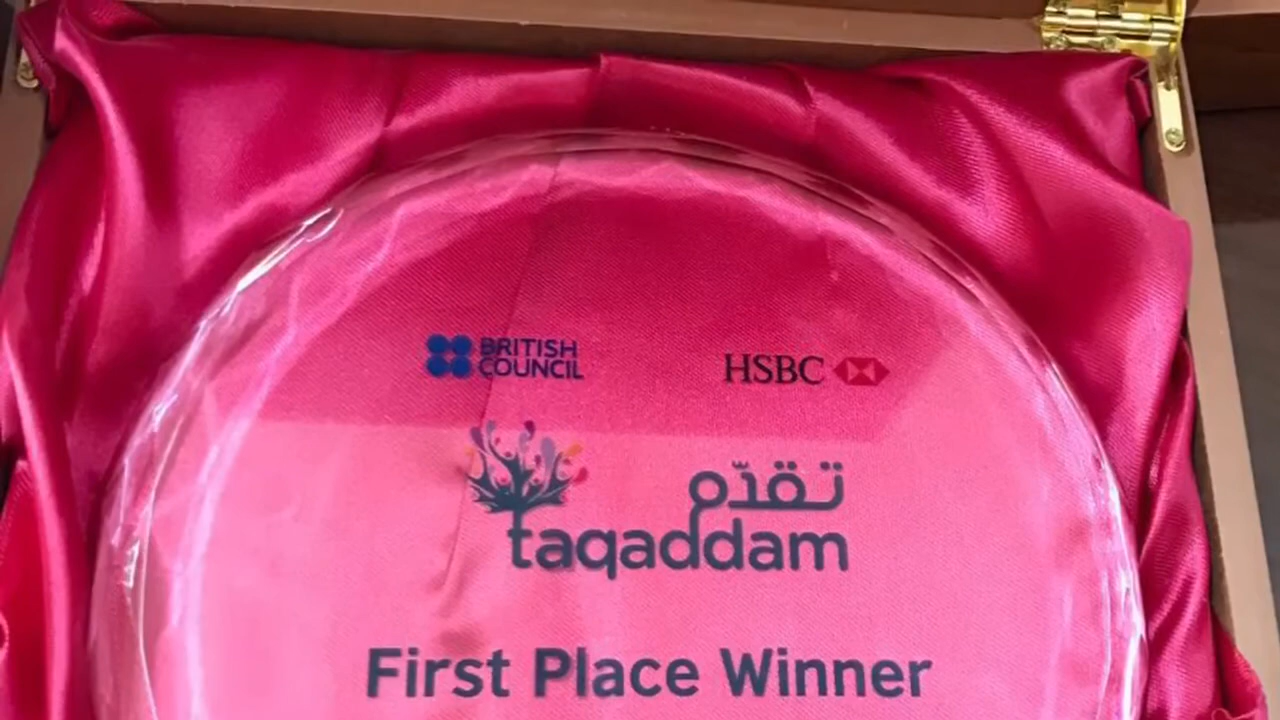 BRITISH
COUNCIL
HSBC
تقدّم
taqaddam
First Place Winner